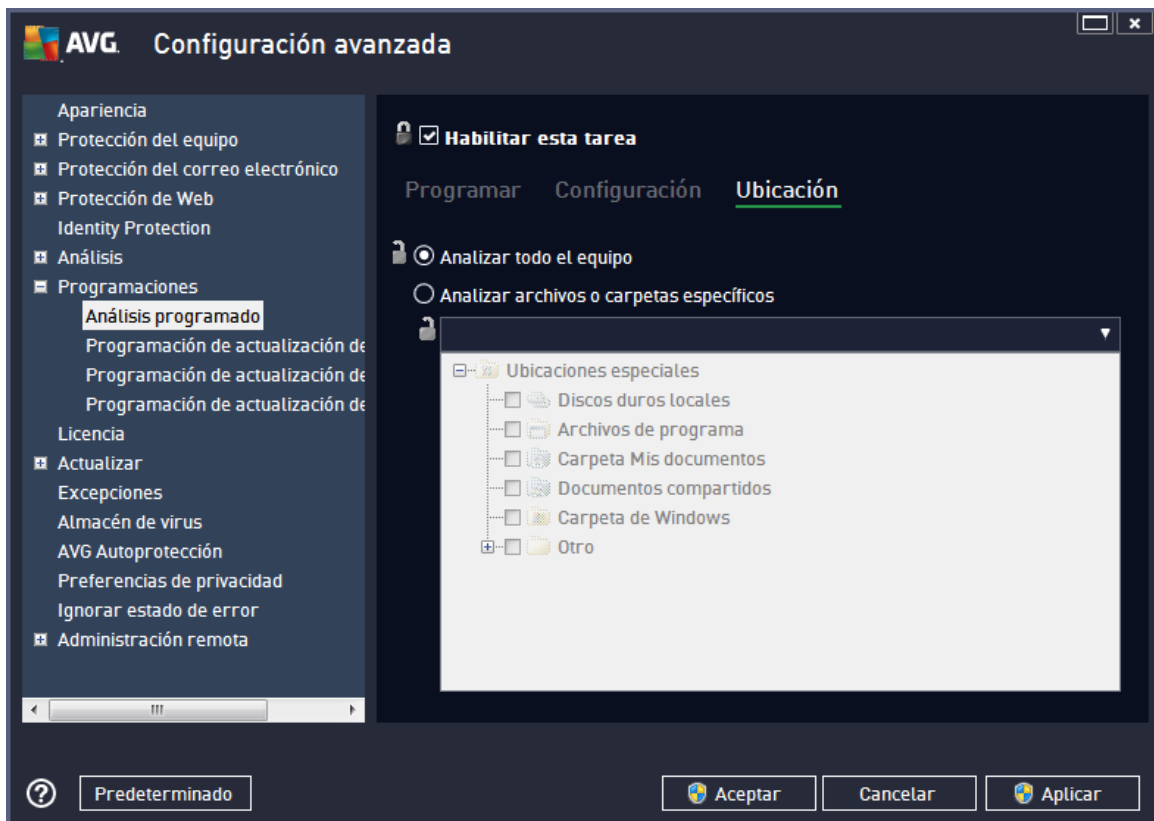 AVG. Configuración avanzada
Apariencia
Protección del equipo
Protección del correo electrónico
Protección de Web
Identity Protection
Análisis
Programaciones
Análisis programado
Programación de actualización de
Programación de actualización de
Programación de actualización de
Licencia
Actualizar
Excepciones
Almacén de virus
AVG Autoprotección
Preferencias de privacidad
Ignorar estado de error
Administración remota
Habilitar esta tarea
Programar Configuración Ubicación
Analizar todo el equipo
Analizar archivos o carpetas específicos
Ubicaciones especiales
Discos duros locales
Archivos de programa
Carpeta Mis documentos
Documentos compartidos
Carpeta de Windows
Otro
Predeterminado
Aceptar
Cancelar
Aplicar